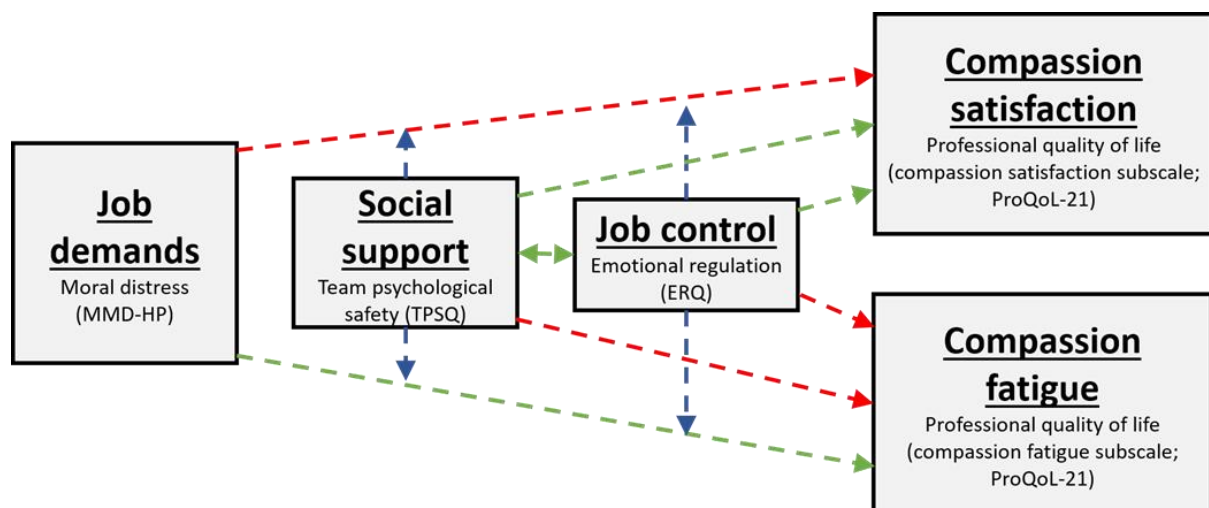 Job
demands
Moral distress
(MMD-HP)
Social
support
Team psychological
safety (TPSQ)
Job control
Emotional regulation
(ERQ)
Compassion
satisfaction
Professional quality of life
(compassion satisfaction subscale;
ProQoL-21)
Compassion
fatigue
Professional quality of life
(compassion fatigue subscale;
ProQoL-21)